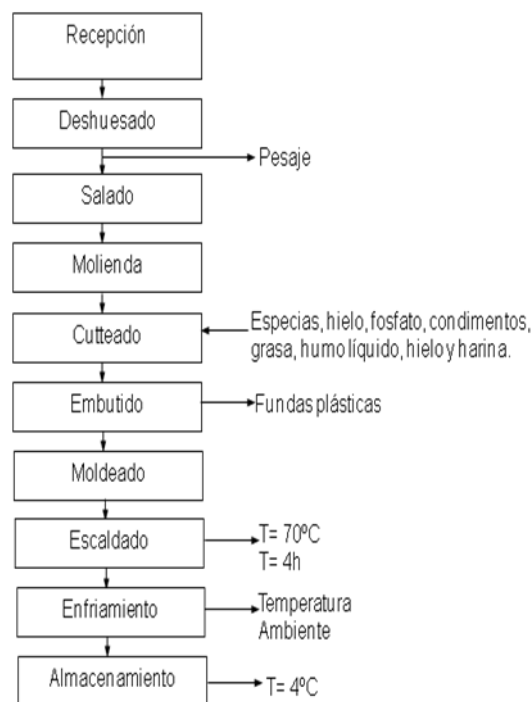 Recepción
Deshuesado
Pesaje
Salado
Molienda
Cutteado
Especias, hielo, fosfato, condimentos,
grasa, humo líquido, hielo y harina.
Embutido
Fundas plásticas
Moldeado
Escaldado
T= 70ºC
T= 4h
Enfriamiento
Temperatura
Ambiente
Almacenamiento
T= 4ºC